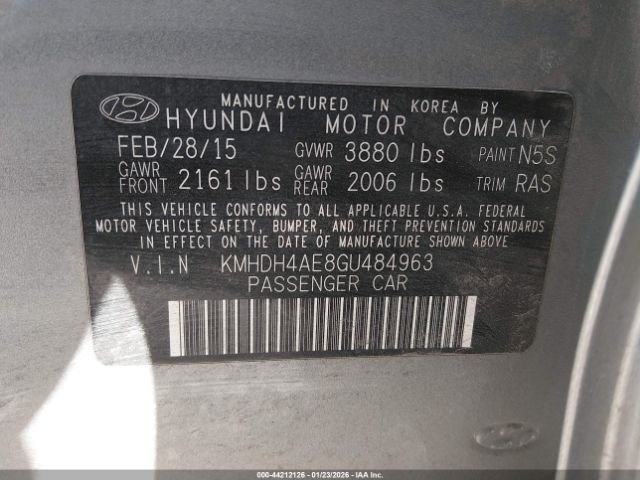 MANUFACTURED IN KOREA BY
HYUNDAI MOTOR COMPANY
FEB/28/15 GVWR 3880 lbs PAINT N5S
GAWR FRONT 2161 lbs GAWR REAR 2006 lbs TRIM RAS
THIS VEHICLE CONFORMS TO ALL APPLICABLE U.S.A. FEDERAL
MOTOR VEHICLE SAFETY, BUMPER, AND THEFT PREVENTION STANDARDS
IN EFFECT ON THE DATE OF MANUFACTURE SHOWN ABOVE.
V.I.N KMHDH4AE8GU484963
PASSENGER CAR
000-44212126 - 01/23/2026 - IAAI.COM